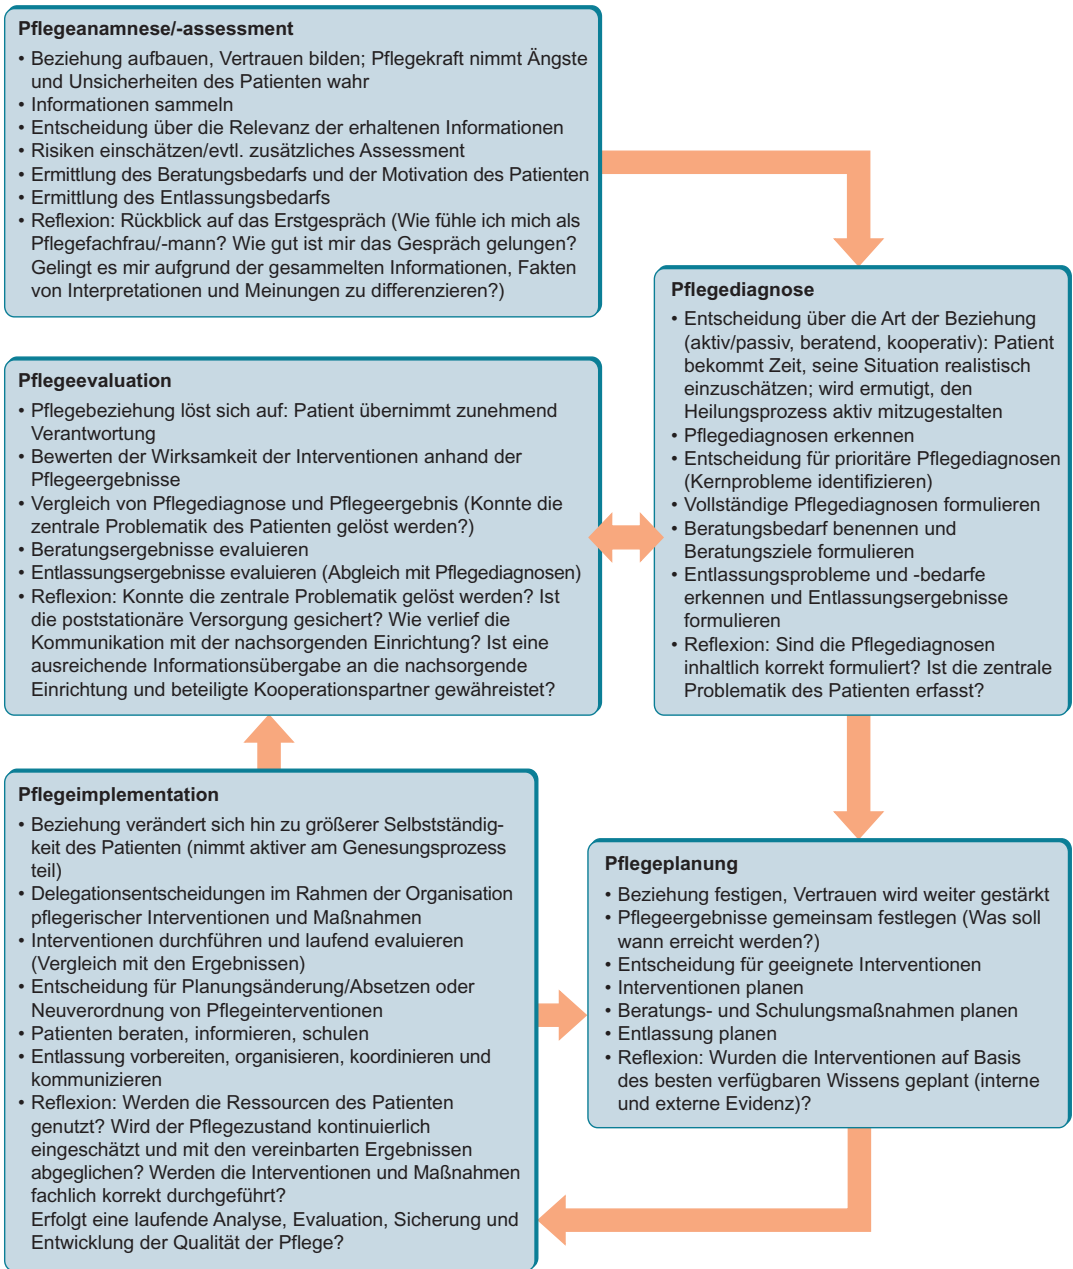 Pflegeanamnese/-assessment
• Beziehung aufbauen, Vertrauen bilden; Pflegekraft nimmt Ängste
und Unsicherheiten des Patienten wahr
• Informationen sammeln
• Entscheidung über die Relevanz der erhaltenen Informationen
• Risiken einschätzen/evtl. zusätzliches Assessment
• Ermittlung des Beratungsbedarfs und der Motivation des Patienten
• Ermittlung des Entlassungsbedarfs
• Reflexion: Rückblick auf das Erstgespräch (Wie fühle ich mich als
Pflegefachfrau/-mann? Wie gut ist mir das Gespräch gelungen?
Gelingt es mir aufgrund der gesammelten Informationen, Fakten
von Interpretationen und Meinungen zu differenzieren?)
Pflegediagnose
• Entscheidung über die Art der Beziehung
(aktiv/passiv, beratend, kooperativ): Patient
bekommt Zeit, seine Situation realistisch
einzuschätzen; wird ermutigt, den
Heilungsprozess aktiv mitzugestalten
• Pflegediagnosen erkennen
• Entscheidung für prioritäre Pflegediagnosen
(Kernprobleme identifizieren)
• Vollständige Pflegediagnosen formulieren
• Beratungsbedarf benennen und
Beratungsziele formulieren
• Entlassungsprobleme und -bedarfe
erkennen und Entlassungsergebnisse
formulieren
• Reflexion: Sind die Pflegediagnosen
inhaltlich korrekt formuliert? Ist die zentrale
Problematik des Patienten erfasst?
Pflegeevaluation
• Pflegebeziehung löst sich auf: Patient übernimmt zunehmend
Verantwortung
• Bewerten der Wirksamkeit der Interventionen anhand der
Pflegeergebnisse
• Vergleich von Pflegediagnose und Pflegeergebnis (Konnte die
zentrale Problematik des Patienten gelöst werden?)
• Beratungsergebnisse evaluieren
• Entlassungsergebnisse evaluieren (Abgleich mit Pflegediagnosen)
• Reflexion: Konnte die zentrale Problematik gelöst werden? Ist
die poststationäre Versorgung gesichert? Wie verlief die
Kommunikation mit der nachsorgenden Einrichtung? Ist eine
ausreichende Informationsübergabe an die nachsorgende
Einrichtung und beteiligte Kooperationspartner gewähreistet?
Pflegeimplementation
• Beziehung verändert sich hin zu größerer Selbstständig-
keit des Patienten (nimmt aktiver am Genesungsprozess
teil)
• Delegationsentscheidungen im Rahmen der Organisation
pflegerischer Interventionen und Maßnahmen
• Interventionen durchführen und laufend evaluieren
(Vergleich mit den Ergebnissen)
• Entscheidung für Planungsänderung/Absetzen oder
Neuverordnung von Pflegeinterventionen
• Patienten beraten, informieren, schulen
• Entlassung vorbereiten, organisieren, koordinieren und
kommunizieren
• Reflexion: Werden die Ressourcen des Patienten
genutzt? Wird der Pflegezustand kontinuierlich
eingeschätzt und mit den vereinbarten Ergebnissen
abgeglichen? Werden die Interventionen und Maßnahmen
fachlich korrekt durchgeführt?
Erfolgt eine laufende Analyse, Evaluation, Sicherung und
Entwicklung der Qualität der Pflege?
Pflegeplanung
• Beziehung festigen, Vertrauen wird weiter gestärkt
• Pflegeergebnisse gemeinsam festlegen (Was soll
wann erreicht werden?)
• Entscheidung für geeignete Interventionen
• Interventionen planen
• Beratungs- und Schulungsmaßnahmen planen
• Entlassung planen
• Reflexion: Wurden die Interventionen auf Basis
des besten verfügbaren Wissens geplant (interne
und externe Evidenz)?